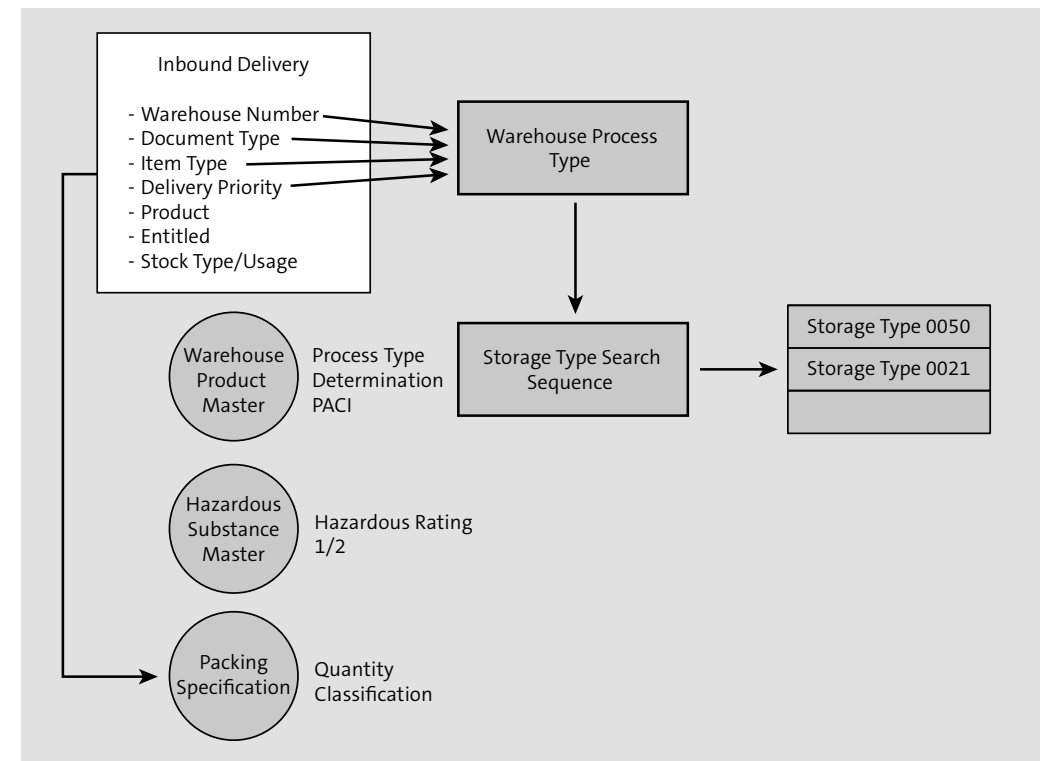 Inbound Delivery
- Warehouse Number
- Document Type
- Item Type
- Delivery Priority
- Product
- Entitled
- Stock Type/Usage
Warehouse Process
Type
Storage Type Search
Sequence
Storage Type 0050
Storage Type 0021
Warehouse
Product
Master
Process Type
Determination
PACI
Hazardous
Substance
Master
Hazardous Rating
1/2
Packing
Specification
Quantity
Classification